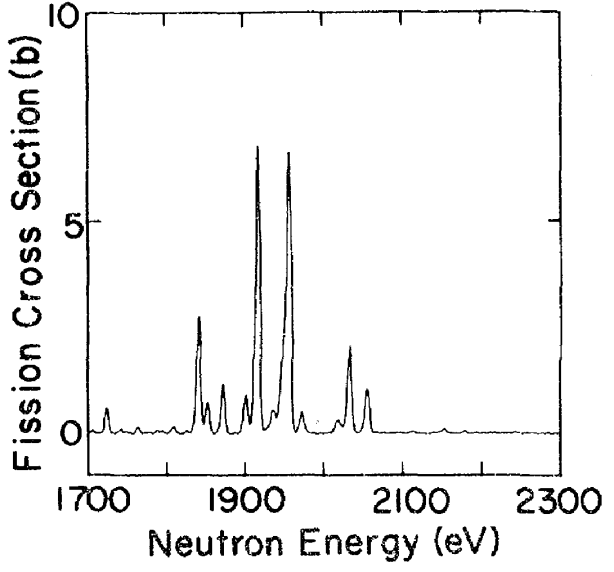 10
5
0
Fission Cross Section (b)
1700 1900 2100 2300
Neutron Energy (eV)